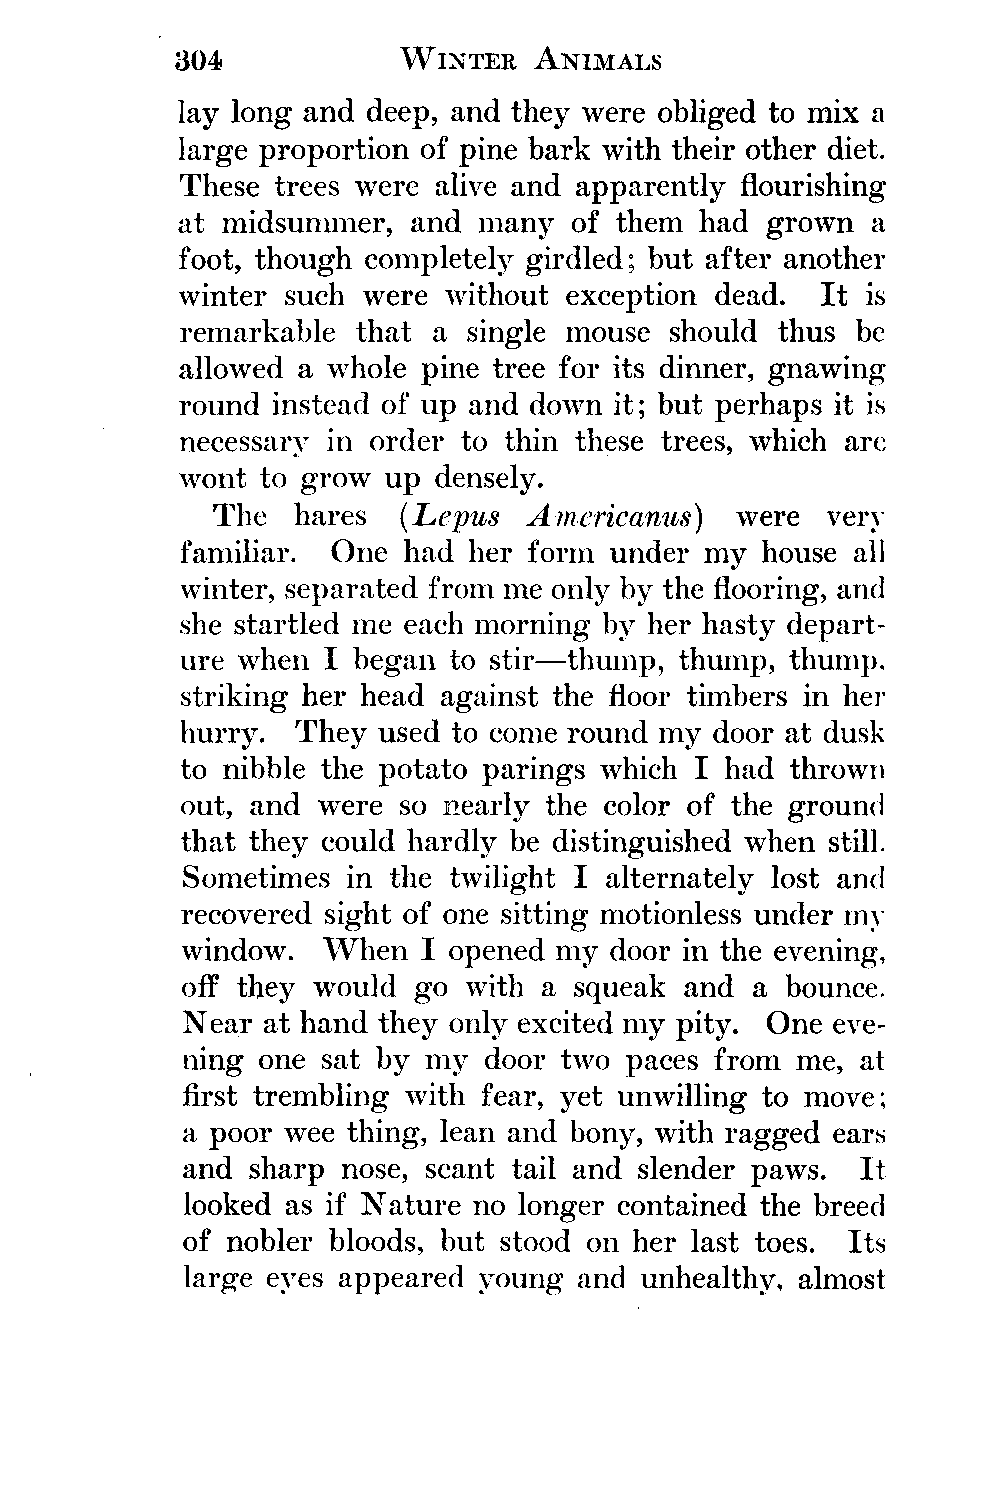 304 WINTER ANIMALS
lay long and deep, and they were obliged to mix a
large proportion of pine bark with their other diet.
These trees were alive and apparently flourishing
at midsummer, and many of them had grown a
foot, though completely girdled; but after another
winter such were without exception dead. It is
remarkable that a single mouse should thus be
allowed a whole pine tree for its dinner, gnawing
round instead of up and down it; but perhaps it is
necessary in order to thin these trees, which are
wont to grow up densely.
The hares (Lepus Americanus) were very
familiar. One had her form under my house all
winter, separated from me only by the flooring, and
she startled me each morning by her hasty depart-
ure when I began to stir—thump, thump, thump,
striking her head against the floor timbers in her
hurry. They used to come round my door at dusk
to nibble the potato parings which I had thrown
out, and were so nearly the color of the ground
that they could hardly be distinguished when still.
Sometimes in the twilight I alternately lost and
recovered sight of one sitting motionless under my
window. When I opened my door in the evening,
off they would go with a squeak and a bounce.
Near at hand they only excited my pity. One eve-
ning one sat by my door two paces from me, at
first trembling with fear, yet unwilling to move;
a poor wee thing, lean and bony, with ragged ears
and sharp nose, scant tail and slender paws. It
looked as if Nature no longer contained the breed
of nobler bloods, but stood on her last toes. Its
large eyes appeared young and unhealthy, almost